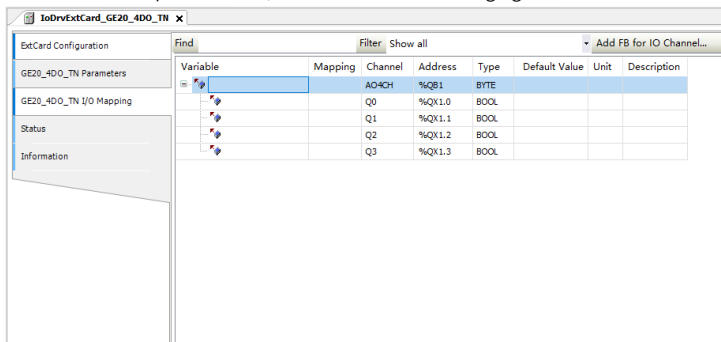 IoDrvExtCard_GE20_4DO_TN
ExtCard Configuration
GE20_4DO_TN Parameters
GE20_4DO_TN I/O Mapping
Status
Information
Find Filter Show all Add FB for IO Channel...
Variable Mapping Channel Address Type Default Value Unit Description
AO4CH %QB1 BYTE
Q0 %QX1.0 BOOL
Q1 %QX1.1 BOOL
Q2 %QX1.2 BOOL
Q3 %QX1.3 BOOL